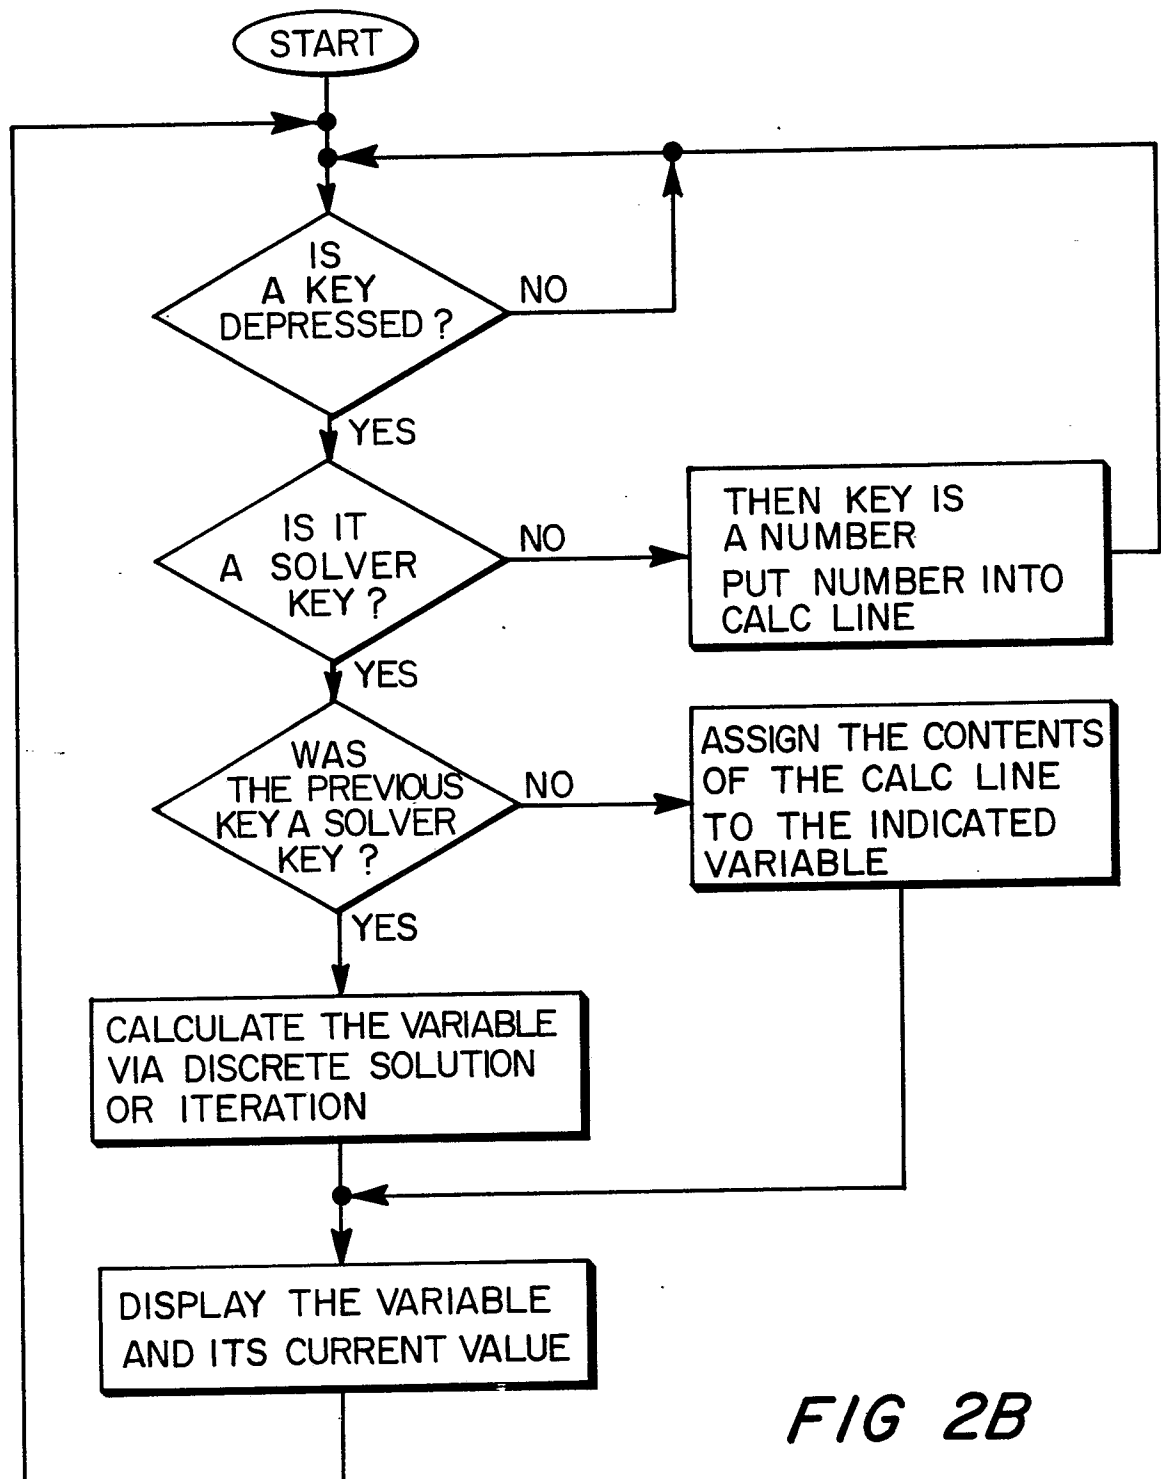 START
IS
A KEY
DEPRESSED?
NO
YES
IS IT
A SOLVER
KEY?
NO
THEN KEY IS
A NUMBER
PUT NUMBER INTO
CALC LINE
YES
WAS
THE PREVIOUS
KEY A SOLVER
KEY?
NO
ASSIGN THE CONTENTS
OF THE CALC LINE
TO THE INDICATED
VARIABLE
YES
CALCULATE THE VARIABLE
VIA DISCRETE SOLUTION
OR ITERATION
DISPLAY THE VARIABLE
AND ITS CURRENT VALUE
FIG 2B